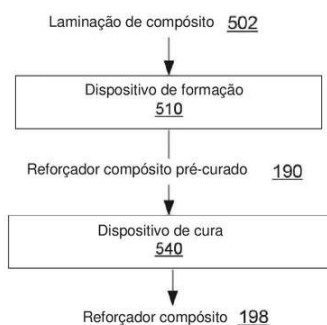 Laminação de compósito 502
Dispositivo de formação
510
Reforçador compósito pré-curado 190
Dispositivo de cura
540
Reforçador compósito 198